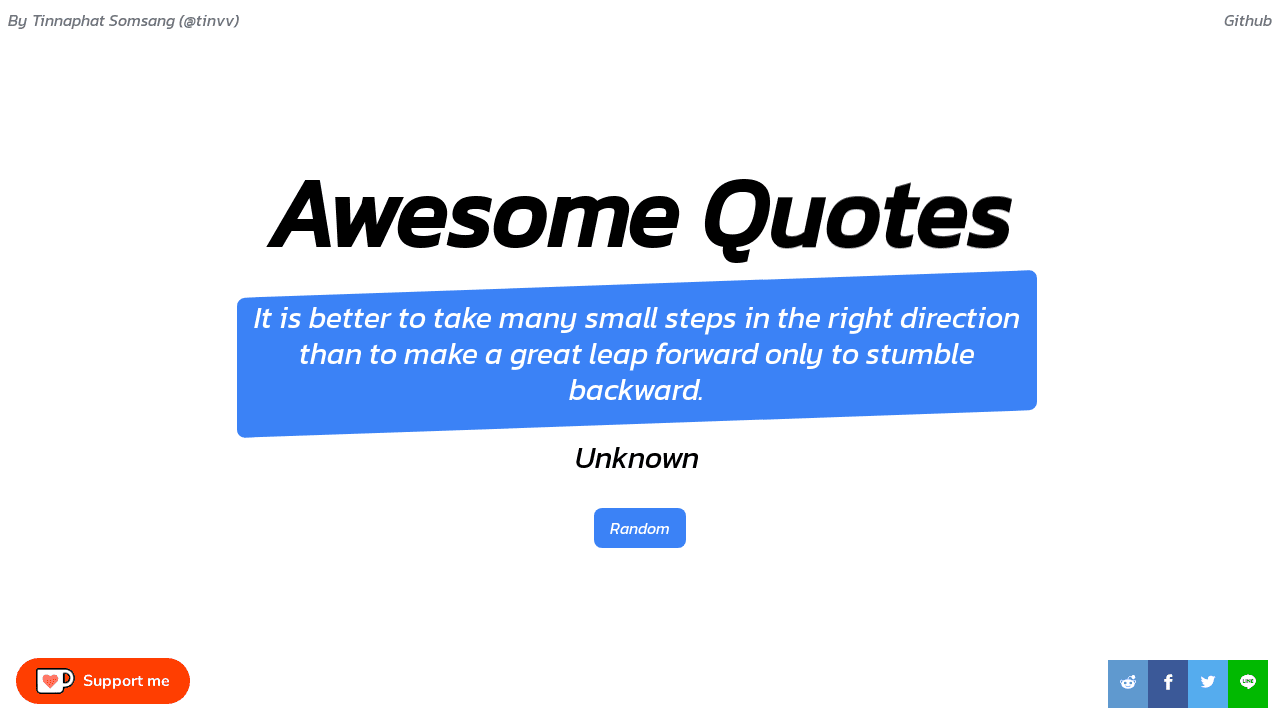 By Tinnaphat Somsang (@tinvv)
Github
Awesome Quotes
It is better to take many small steps in the right direction
than to make a great leap forward only to stumble
backward.
Unknown
Random
Support me
LINE